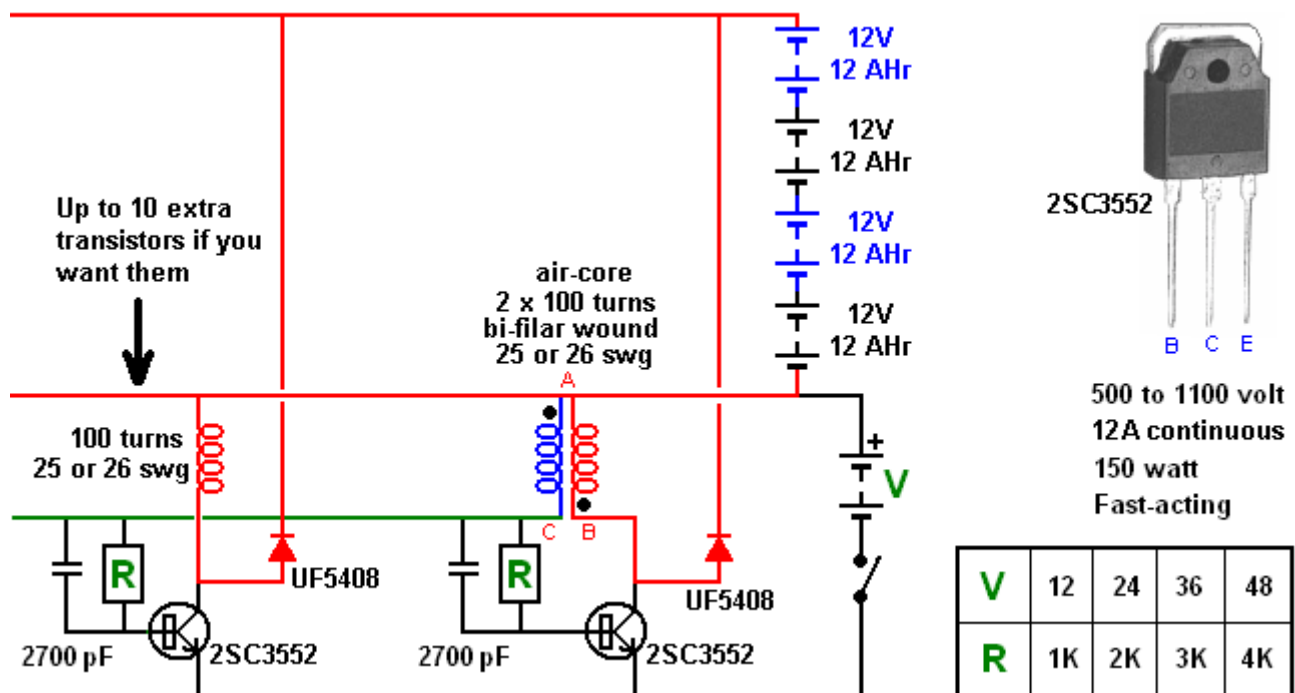 12V
12 AHr
12V
12 AHr
12V
12 AHr
12V
12 AHr
Up to 10 extra
transistors if you
want them
air-core
2 x 100 turns
bi-filar wound
25 or 26 swg
A
100 turns
25 or 26 swg
C
B
+
V
R
UF5408
2700 pF
2SC3552
R
UF5408
2700 pF
2SC3552
2SC3552
B C E
500 to 1100 volt
12A continuous
150 watt
Fast-acting
V 12 24 36 48
R 1K 2K 3K 4K